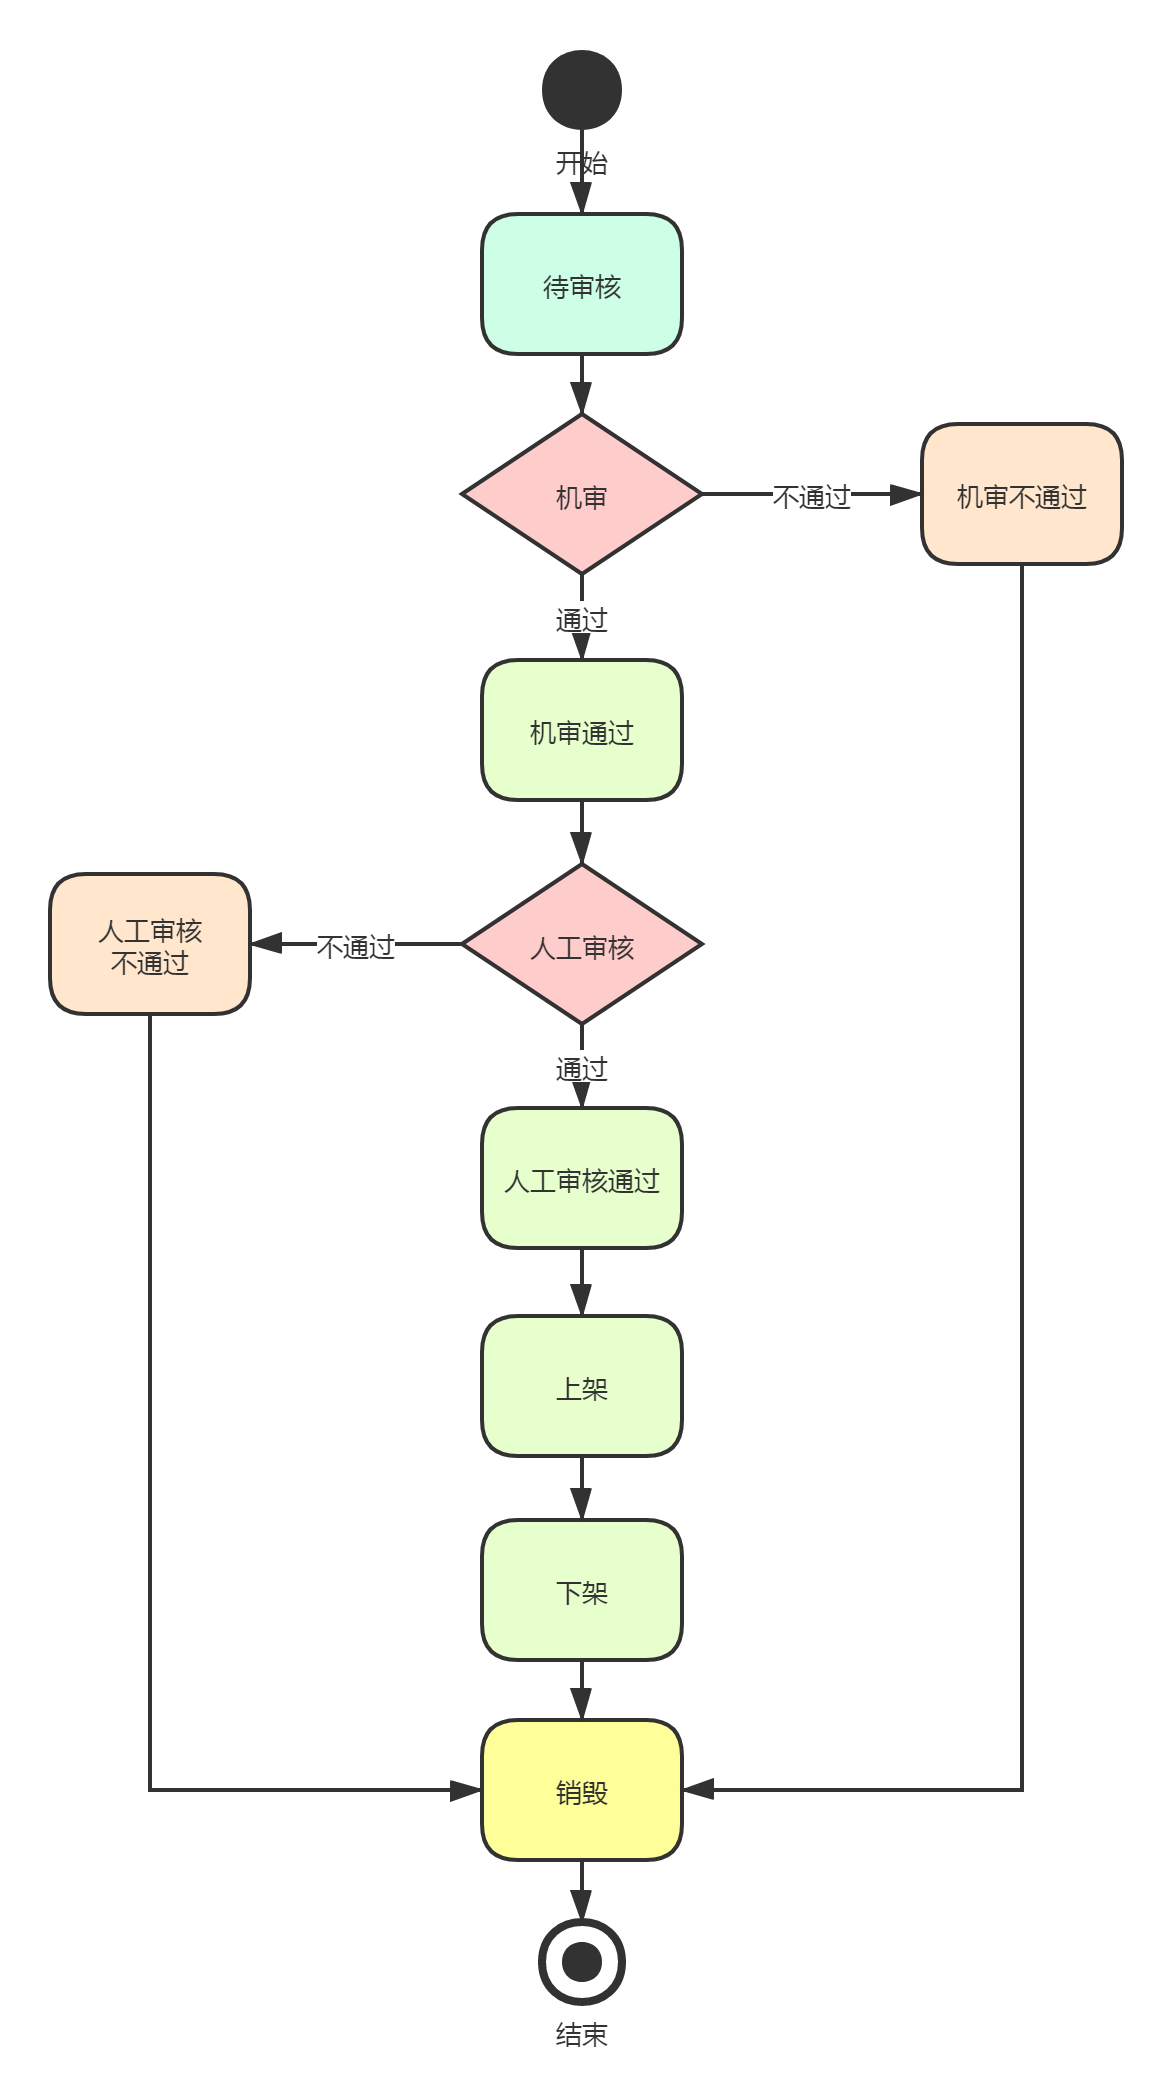 开始
待审核
机审
不通过
机审不通过
通过
机审通过
人工审核
不通过
不通过
人工审核
通过
人工审核通过
上架
下架
销毁
结束